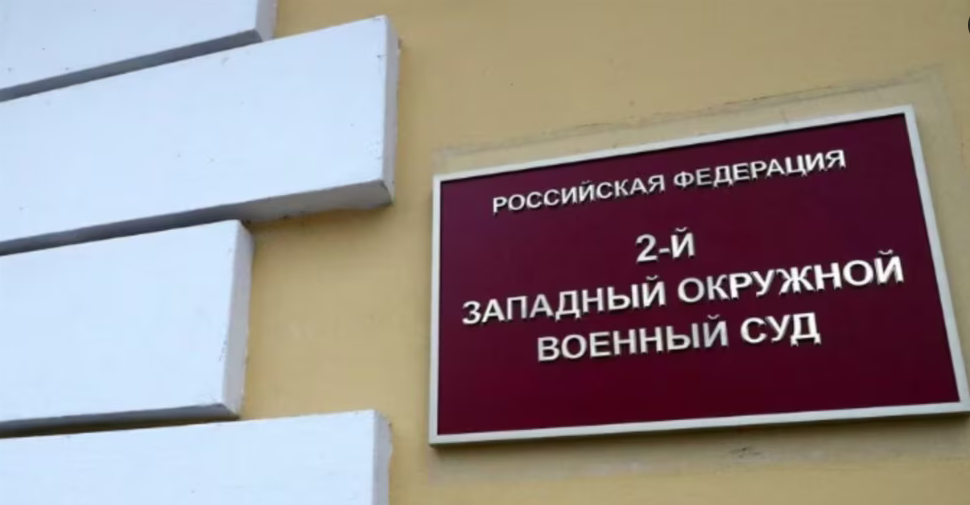 РОССИЙСКАЯ ФЕДЕРАЦИЯ
2-Й
ЗАПАДНЫЙ ОКРУЖНОЙ
ВОЕННЫЙ СУД